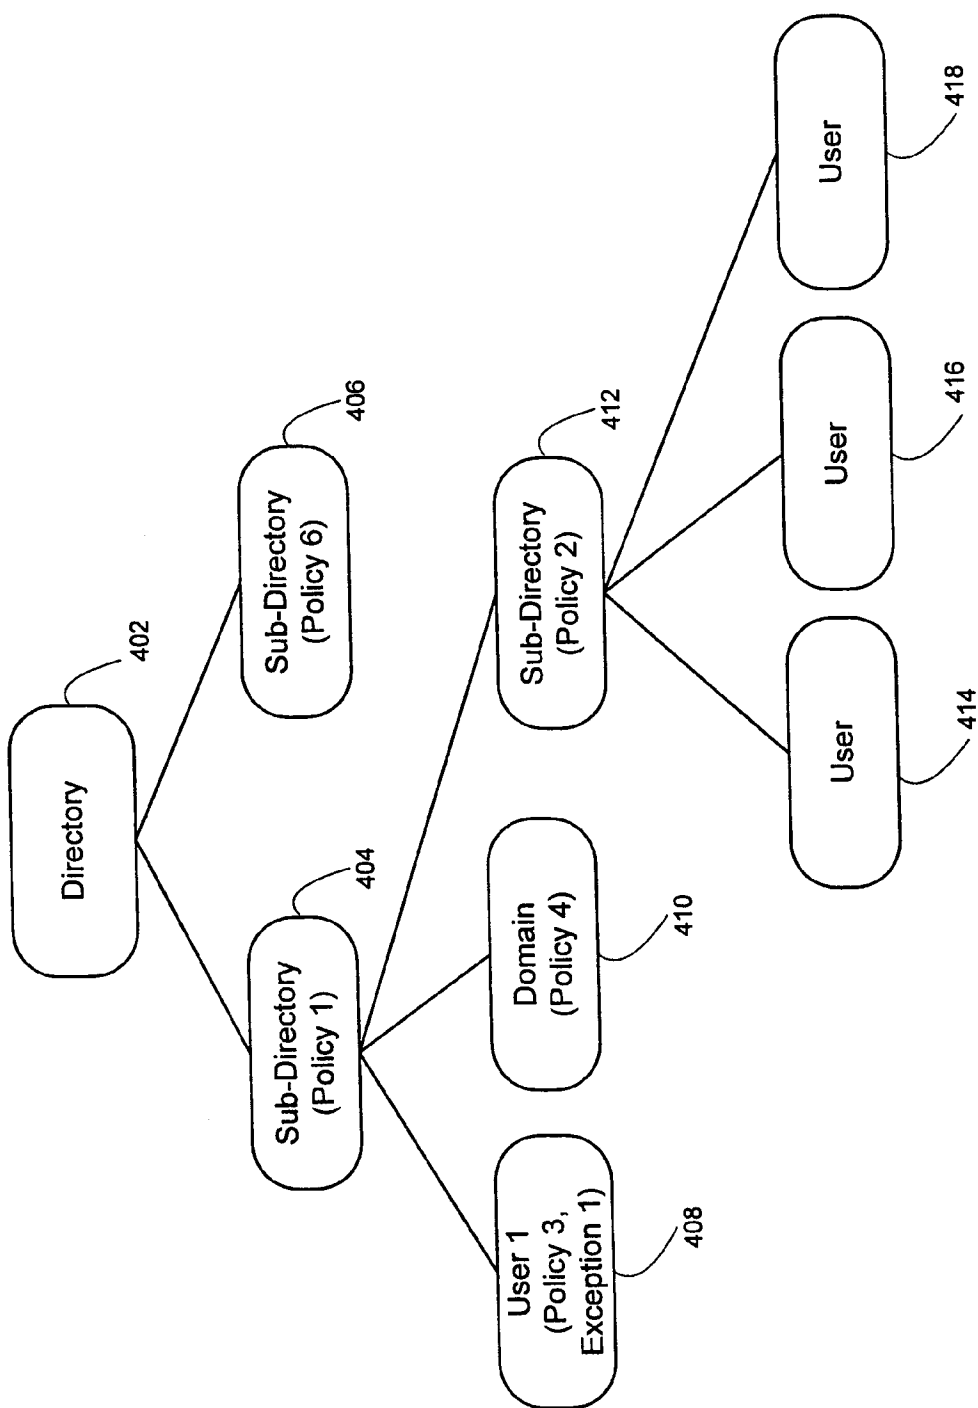 Directory
402
Sub-Directory
(Policy 1)
404
Sub-Directory
(Policy 6)
406
User 1
(Policy 3,
Exception 1)
408
Domain
(Policy 4)
410
Sub-Directory
(Policy 2)
412
User
414
User
416
User
418